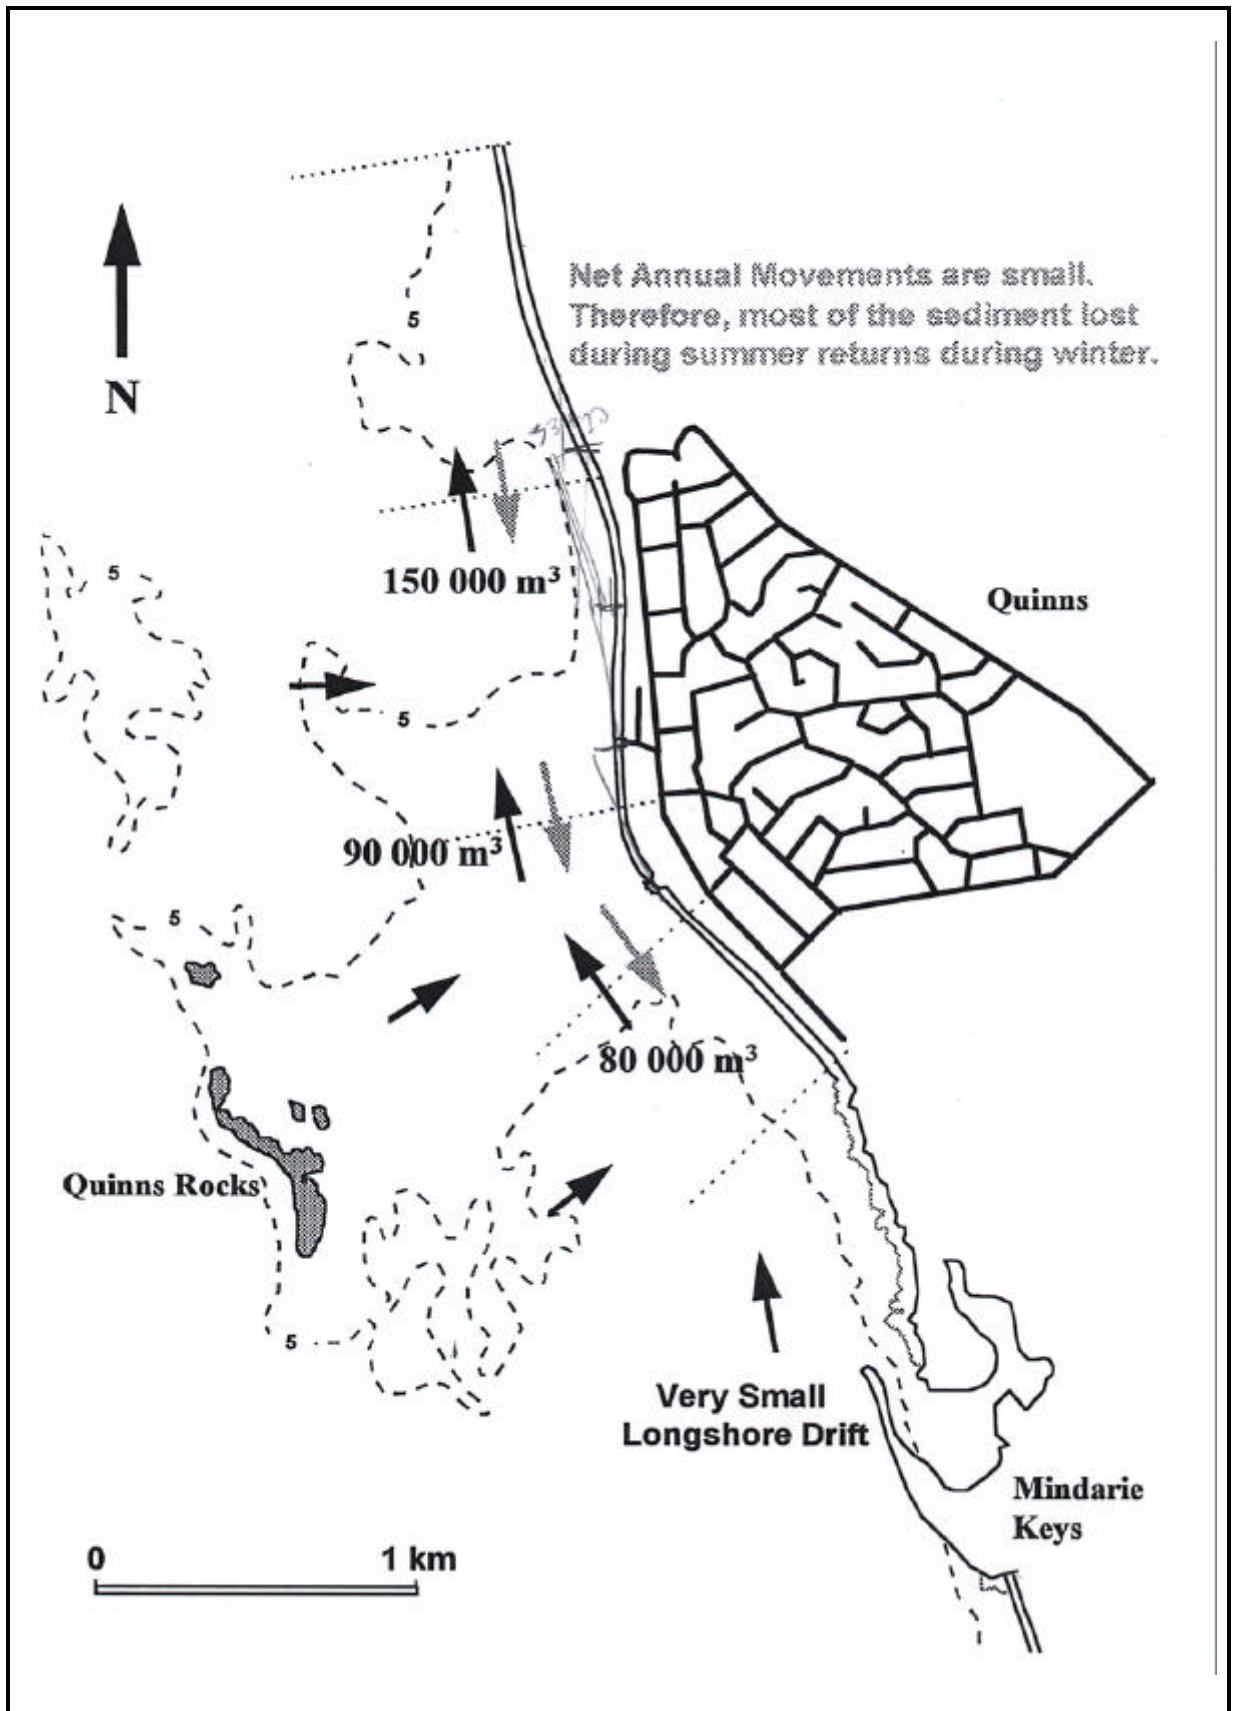 Net Annual Movements are small.
Therefore, most of the sediment lost
during summer returns during winter.
5
N
150 000 m³
5
Quinns
5
90 000 m³
5
80 000 m³
Quinns Rocks
5
Very Small
Longshore Drift
Mindarie
Keys
0 1 km